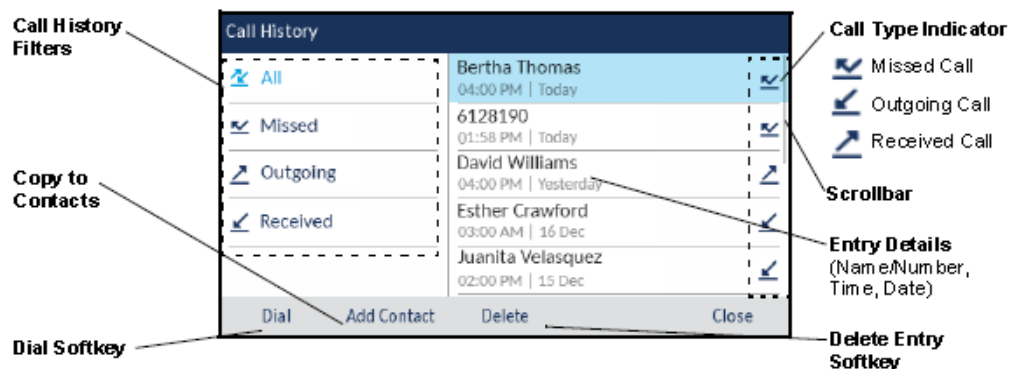 Call History
Filters
Copy to
Contacts
Dial Softkey
Call History
All
Missed
Outgoing
Received
Bertha Thomas
04:00 PM | Today
6128190
01:58 PM | Today
David Williams
04:00 PM | Yesterday
Esther Crawford
03:00 AM | 16 Dec
Juanita Velasquez
02:00 PM | 15 Dec
Dial Add Contact Delete Close
Call Type Indicator
Missed Call
Outgoing Call
Received Call
Scrollbar
Entry Details
(Name/Number,
Time, Date)
Delete Entry
Softkey